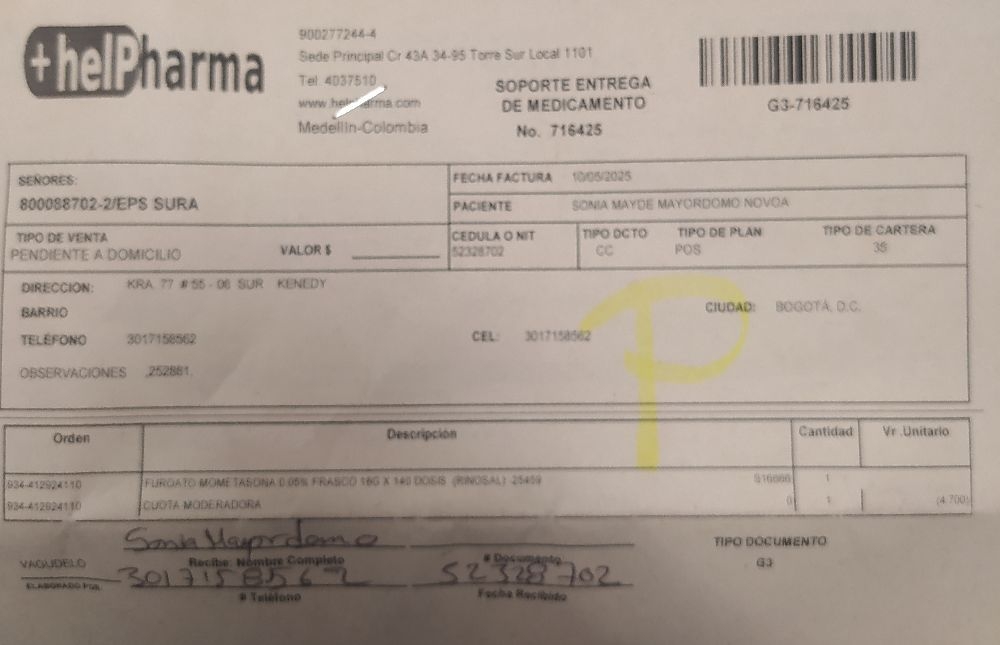 +helPharma
900277244-4
Sede Principal Cr 43A 34-95 Torre Sur Local 1101
Tel. 4037510
www.helpharma.com
Medellín-Colombia
SOPORTE ENTREGA
DE MEDICAMENTO
No. 716425
G3-716425
SEÑORES:
800088702-2/EPS SURA
FECHA FACTURA 10/05/2025
PACIENTE SONIA MAYDE MAYORDOMO NOVOA
TIPO DE VENTA
PENDIENTE A DOMICILIO
VALOR $
CEDULA O NIT
52328702
TIPO DCTO
CC
TIPO DE PLAN
POS
TIPO DE CARTERA
35
DIRECCION: KRA 77 # 55 - 06 SUR KENEDY
BARRIO
CIUDAD: BOGOTÁ, D.C.
TELÉFONO 3017158562
CEL: 3017158562
OBSERVACIONES .252881.
P
Orden Descripción Cantidad Vr .Unitario
934-412924110 FUROATO MOMETASONA 0.05% FRASCO 18G X 140 DOSIS (RINOSAL) 25459 1
934-412924110 CUOTA MODERADORA 0 1 (4.700)
Sonia Mayordomo
Recibe: Nombre Completo
# Documento
VAQUDELO
ELABORADO POR.
3017158562
52328702
# Teléfono
Fecha Recibido
TIPO DOCUMENTO
G3